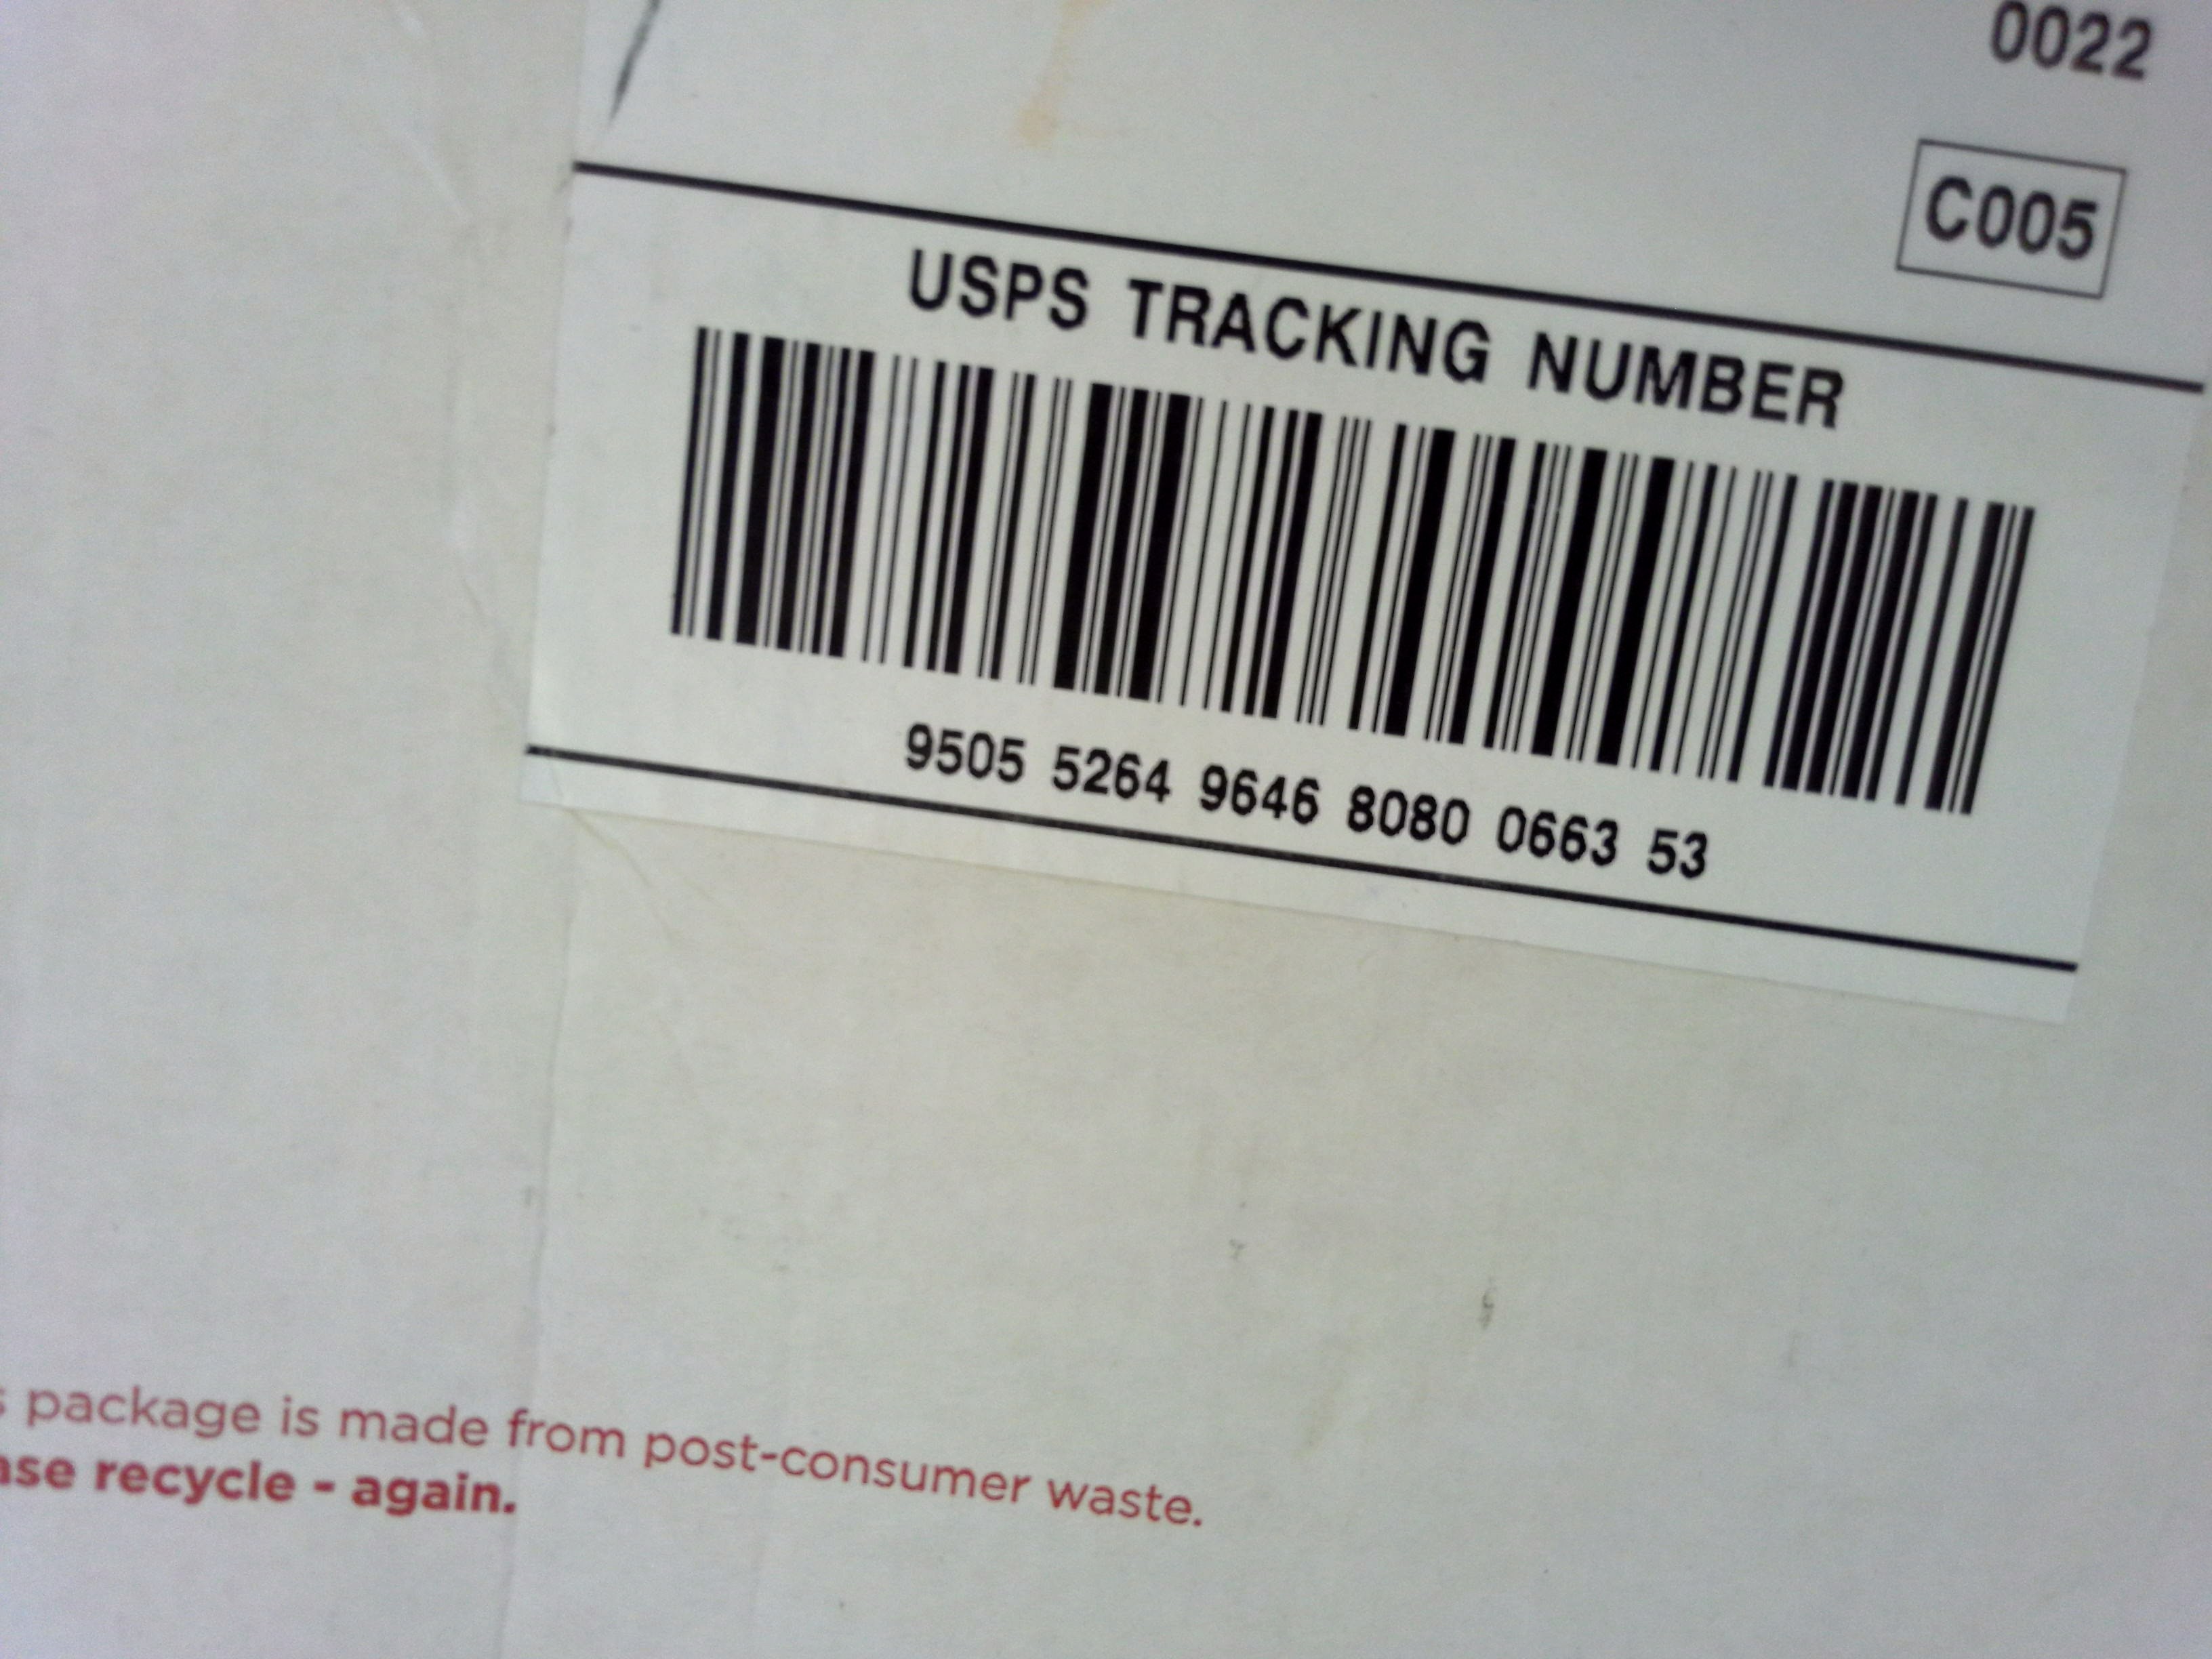 0022
C005
USPS TRACKING NUMBER
9505 5264 9646 8080 0663 53
package is made from post-consumer waste.
recycle - again.